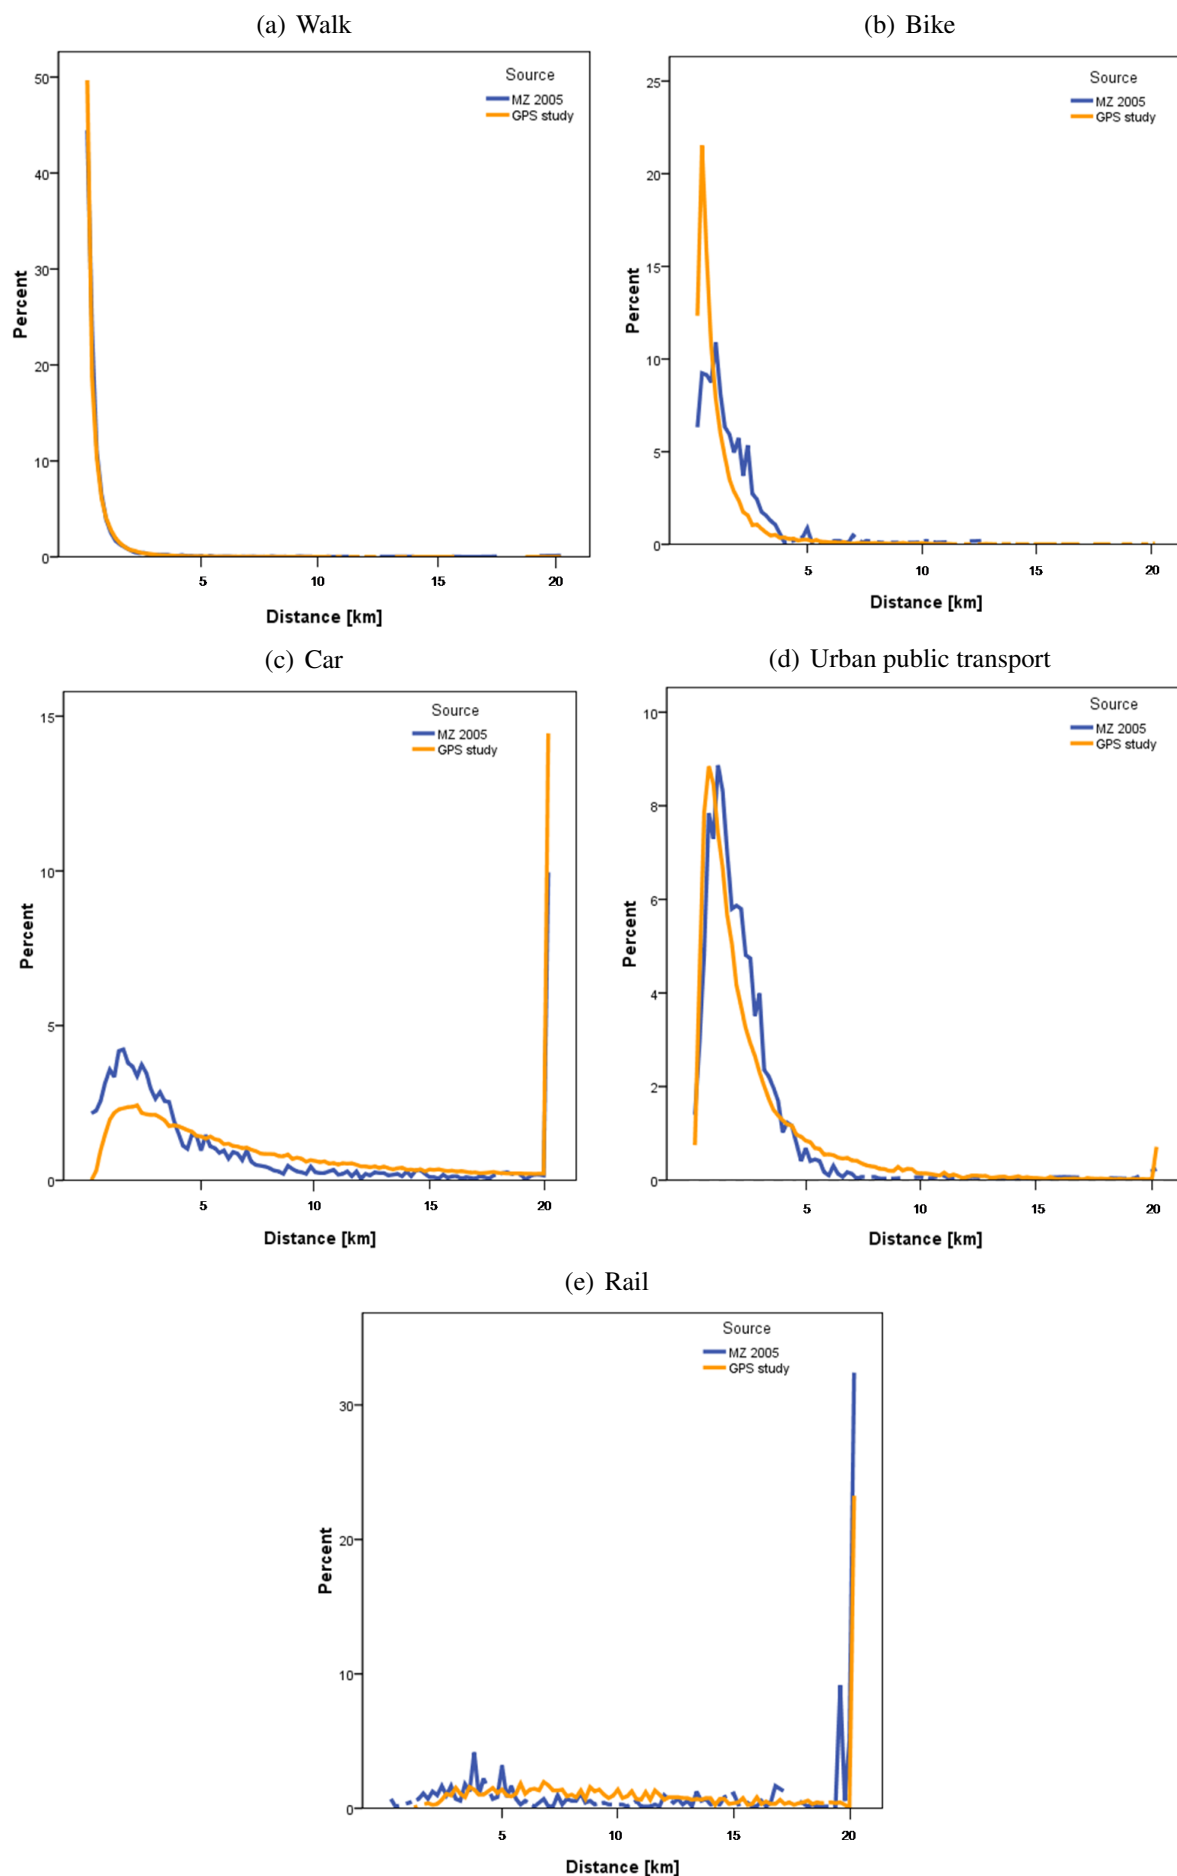 (a) Walk
Source
MZ 2005
GPS study
50
40
30
20
10
0
Percent
5 10 15 20
Distance [km]
(b) Bike
Source
MZ 2005
GPS study
25
20
15
10
5
0
Percent
5 10 15 20
Distance [km]
(c) Car
Source
MZ 2005
GPS study
15
10
5
0
Percent
5 10 15 20
Distance [km]
(d) Urban public transport
Source
MZ 2005
GPS study
10
8
6
4
2
0
Percent
5 10 15 20
Distance [km]
(e) Rail
Source
MZ 2005
GPS study
30
20
10
0
Percent
5 10 15 20
Distance [km]